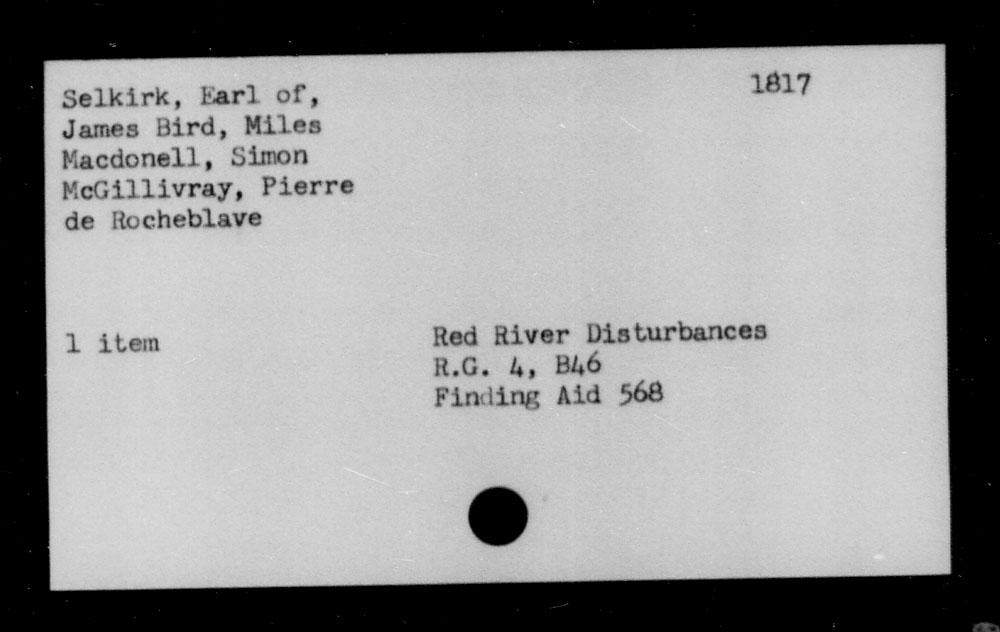 Selkirk, Earl of,
James Bird, Miles
Macdonell, Simon
McGillivray, Pierre
de Rocheblave
1817
1 item
Red River Disturbances
R.G. 4, B46
Finding Aid 568